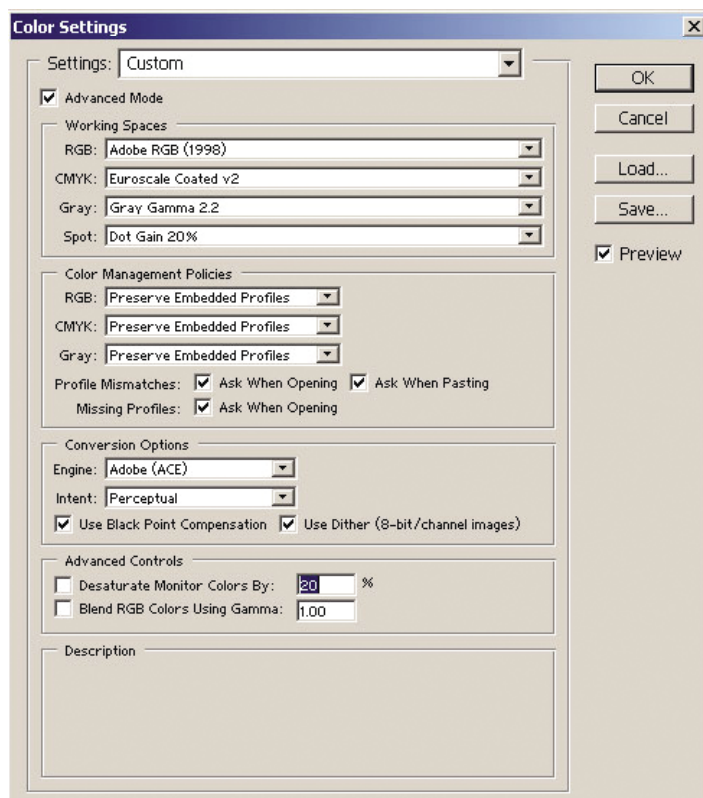 Color Settings
Settings: Custom
OK
Advanced Mode
Cancel
Working Spaces
RGB: Adobe RGB (1998)
CMYK: Euroscale Coated v2
Load...
Gray: Gray Gamma 2.2
Save...
Spot: Dot Gain 20%
Preview
Color Management Policies
RGB: Preserve Embedded Profiles
CMYK: Preserve Embedded Profiles
Gray: Preserve Embedded Profiles
Profile Mismatches: Ask When Opening Ask When Pasting
Missing Profiles: Ask When Opening
Conversion Options
Engine: Adobe (ACE)
Intent: Perceptual
Use Black Point Compensation Use Dither (8-bit/channel images)
Advanced Controls
Desaturate Monitor Colors By: 20 %
Blend RGB Colors Using Gamma: 1.00
Description